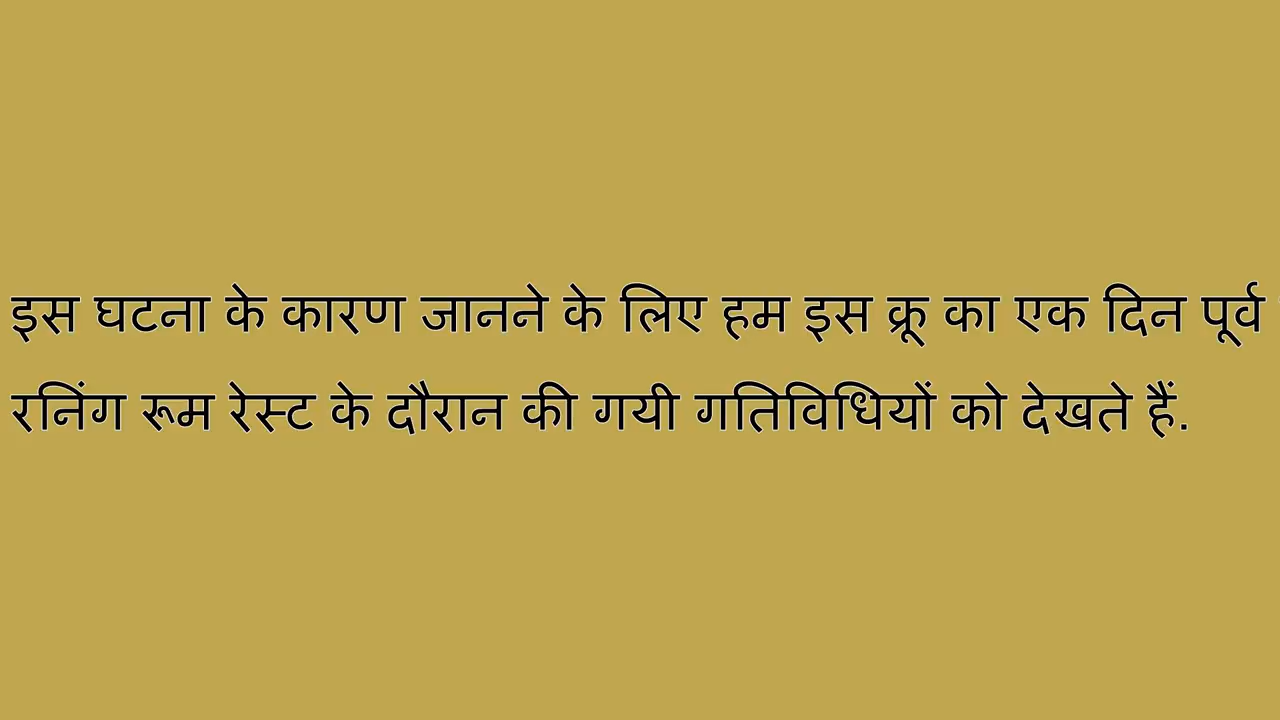 इस घटना के कारण जानने के लिए हम इस क्रू का एक दिन पूर्व
रनिंग रूम रेस्ट के दौरान की गयी गतिविधियों को देखते हैं.